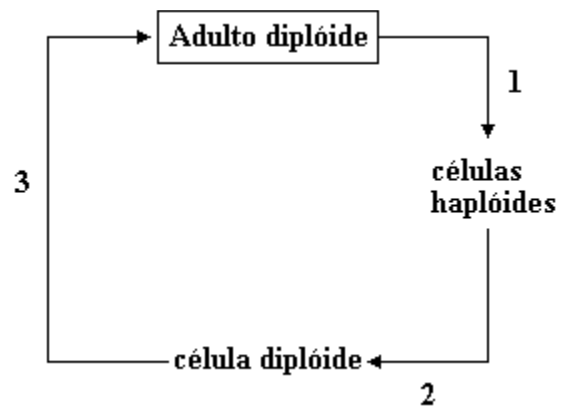 Adulto diplóide
1
células
haplóides
3
célula diplóide
2